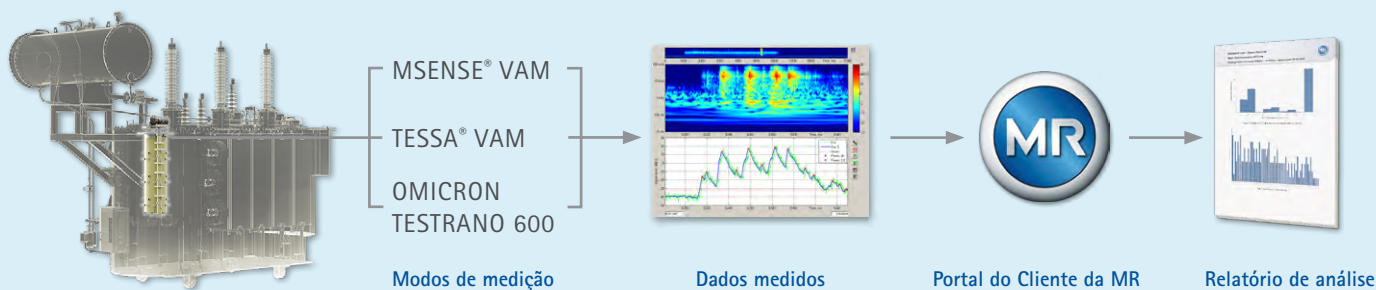 MSENSE® VAM
TESSA® VAM
OMICRON
TESTRANO 600
MR
Modos de medição
Dados medidos
Portal do Cliente da MR
Relatório de análise